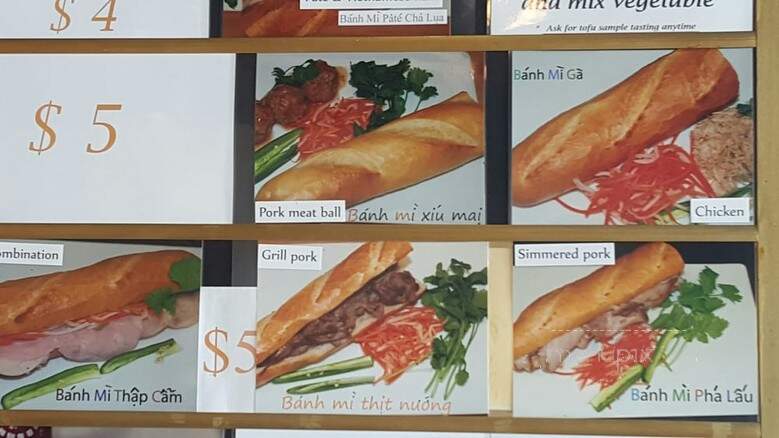 $ 4
Bánh Mì Pátê Chả Lụa
and mix vegetable
* Ask for tofu sample tasting anytime
$ 5
Pork meat ball
Bánh mì xíu mại
Bánh Mì Gà
Chicken
ombination
Bánh Mì Thập Cẩm
$5
Grill pork
Bánh mì thịt nướng
Simmered pork
Bánh Mì Phá Lấu